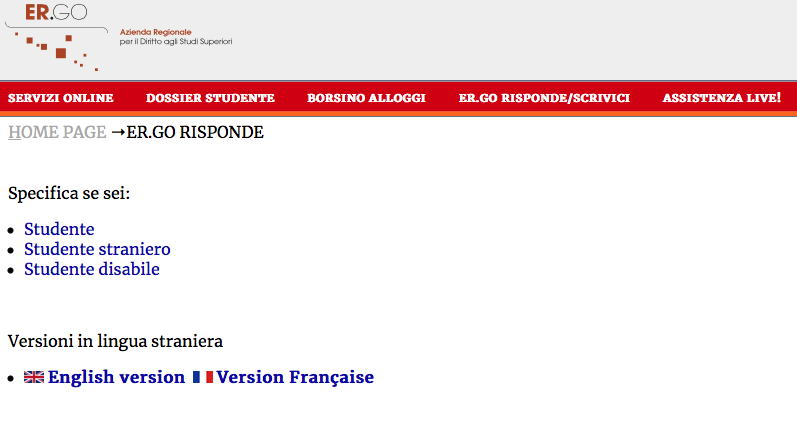 ER.GO
Azienda Regionale
per il Diritto agli Studi Superiori
SERVIZI ONLINE DOSSIER STUDENTE BORSINO ALLOGGI ER.GO RISPONDE/SCRIVICI ASSISTENZA LIVE!
HOME PAGE →ER.GO RISPONDE
Specifica se sei:
• Studente
• Studente straniero
• Studente disabile
Versioni in lingua straniera
• English version Version Française